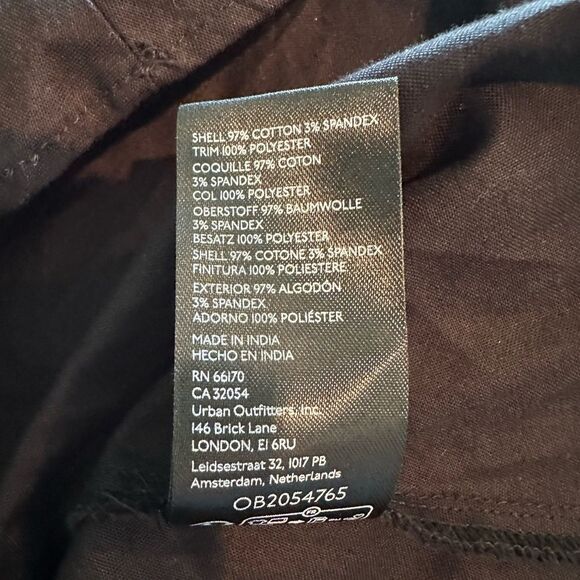 SHELL 97% COTTON 3% SPANDEX
TRIM 100% POLYESTER
COQUILLE 97% COTON
3% SPANDEX
COL 100% POLYESTER
OBERSTOFF 97% BAUMWOLLE
3% SPANDEX
BESATZ 100% POLYESTER
SHELL 97% COTONE 3% SPANDEX
FINITURA 100% POLIESTERE
EXTERIOR 97% ALGODÓN
3% SPANDEX
ADORNO 100% POLIÉSTER
MADE IN INDIA
HECHO EN INDIA
RN 66170
CA 32054
Urban Outfitters, Inc.
146 Brick Lane
LONDON, E1 6RU
Leidsestraat 32, 1017 PB
Amsterdam, Netherlands
OB2054765
FR